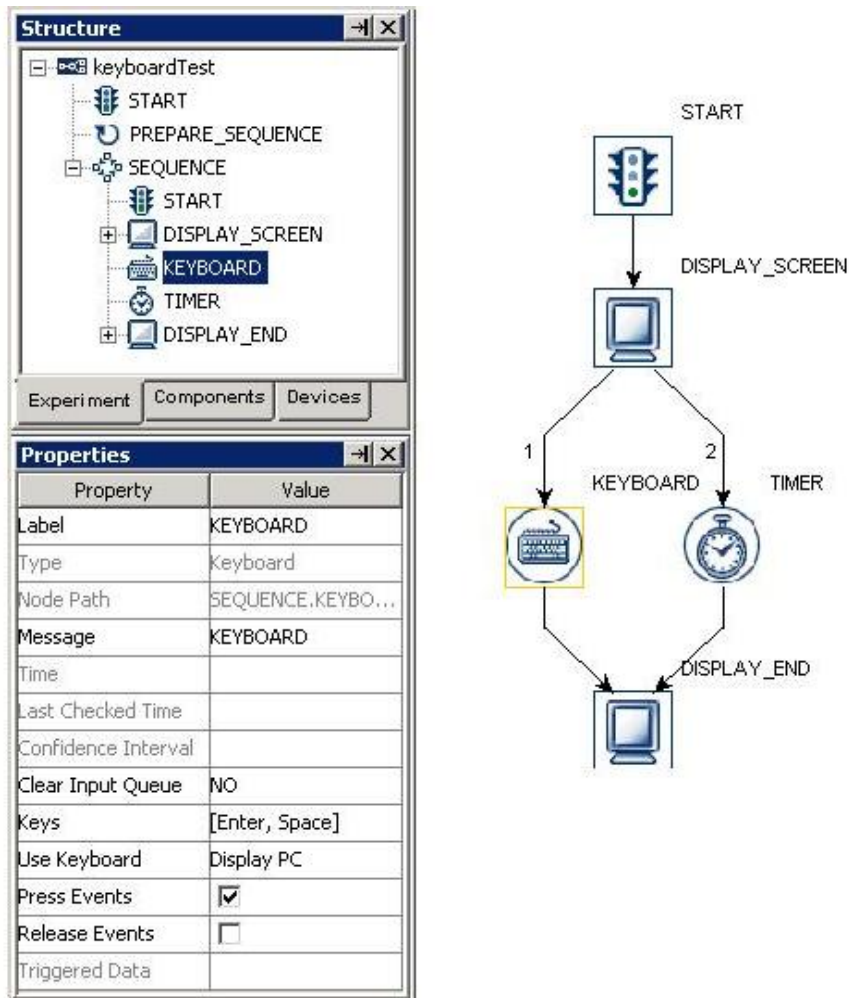 Structure
keyboardTest
START
PREPARE_SEQUENCE
SEQUENCE
START
DISPLAY_SCREEN
KEYBOARD
TIMER
DISPLAY_END
Experiment Components Devices
Properties
Property Value
Label KEYBOARD
Type Keyboard
Node Path SEQUENCE.KEYBO...
Message KEYBOARD
Time
Last Checked Time
Confidence Interval
Clear Input Queue NO
Keys [Enter, Space]
Use Keyboard Display PC
Press Events
Release Events
Triggered Data
START
DISPLAY_SCREEN
1 2
KEYBOARD TIMER
DISPLAY_END